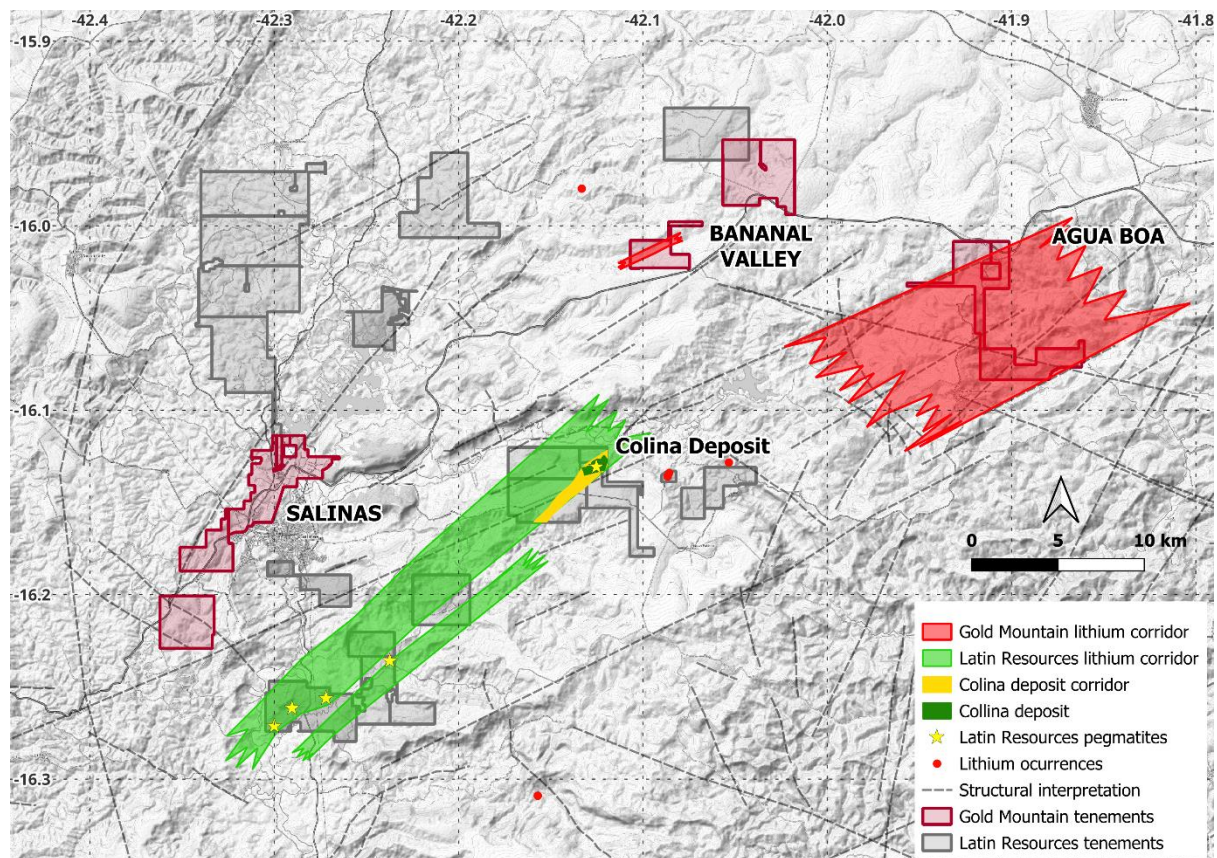 -42.4 -42.3 -42.2 -42.1 -42.0 -41.9 -41.8
-15.9
-16.0
BANANAL
VALLEY
AGUA BOA
-16.1
Colina Deposit
SALINAS
0 5 10 km
-16.2
-16.3
Gold Mountain lithium corridor
Latin Resources lithium corridor
Colina deposit corridor
Collina deposit
Latin Resources pegmatites
Lithium ocurrences
Structural interpretation
Gold Mountain tenements
Latin Resources tenements